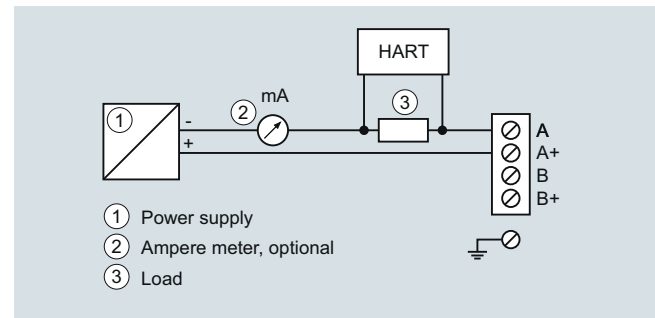 HART
mA
2
3
1
-
+
A
A+
B
B+
1 Power supply
2 Ampere meter, optional
3 Load